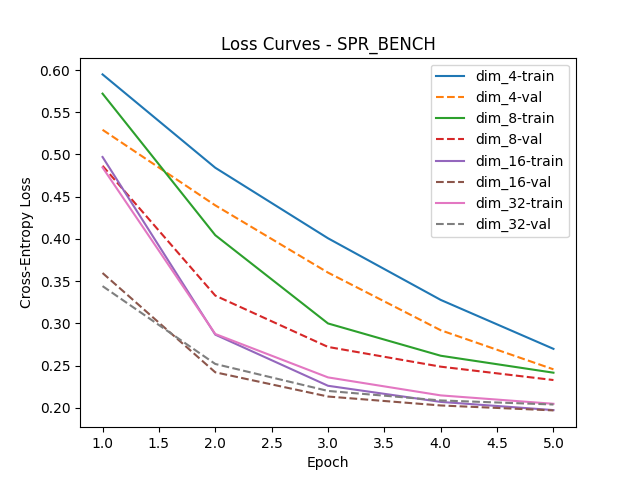 Loss Curves - SPR_BENCH
Cross-Entropy Loss
0.60
0.55
0.50
0.45
0.40
0.35
0.30
0.25
0.20
dim_4-train
dim_4-val
dim_8-train
dim_8-val
dim_16-train
dim_16-val
dim_32-train
dim_32-val
1.0 1.5 2.0 2.5 3.0 3.5 4.0 4.5 5.0
Epoch